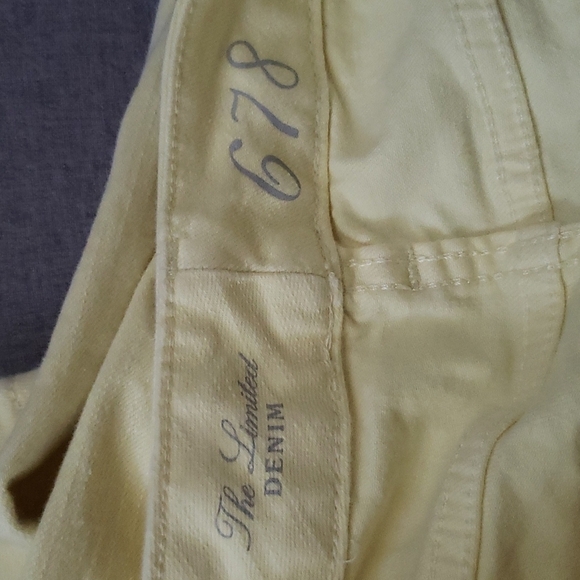 The Limited
DENIM
678